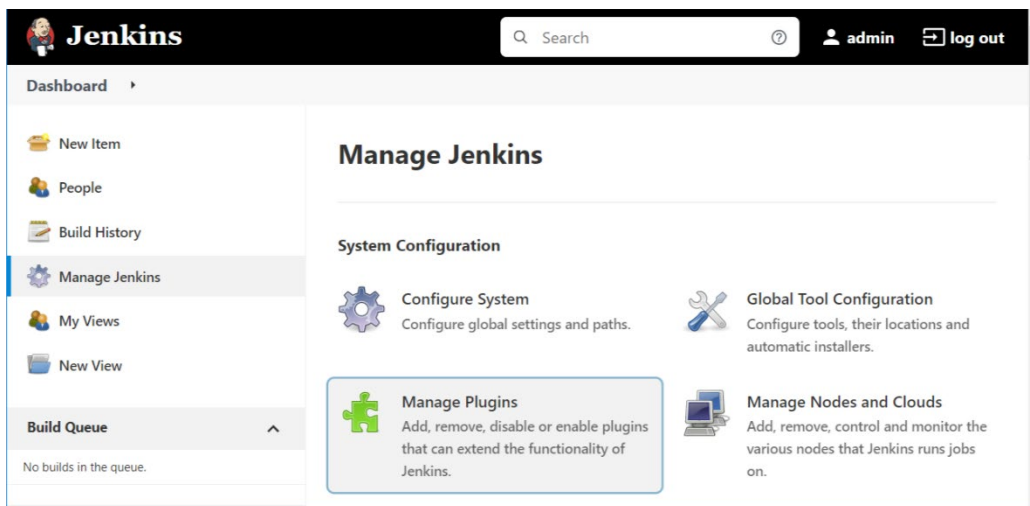 Jenkins
Search
admin
log out
Dashboard
New Item
People
Build History
Manage Jenkins
My Views
New View
Build Queue
No builds in the queue.
Manage Jenkins
System Configuration
Configure System
Configure global settings and paths.
Global Tool Configuration
Configure tools, their locations and
automatic installers.
Manage Plugins
Add, remove, disable or enable plugins
that can extend the functionality of
Jenkins.
Manage Nodes and Clouds
Add, remove, control and monitor the
various nodes that Jenkins runs jobs
on.